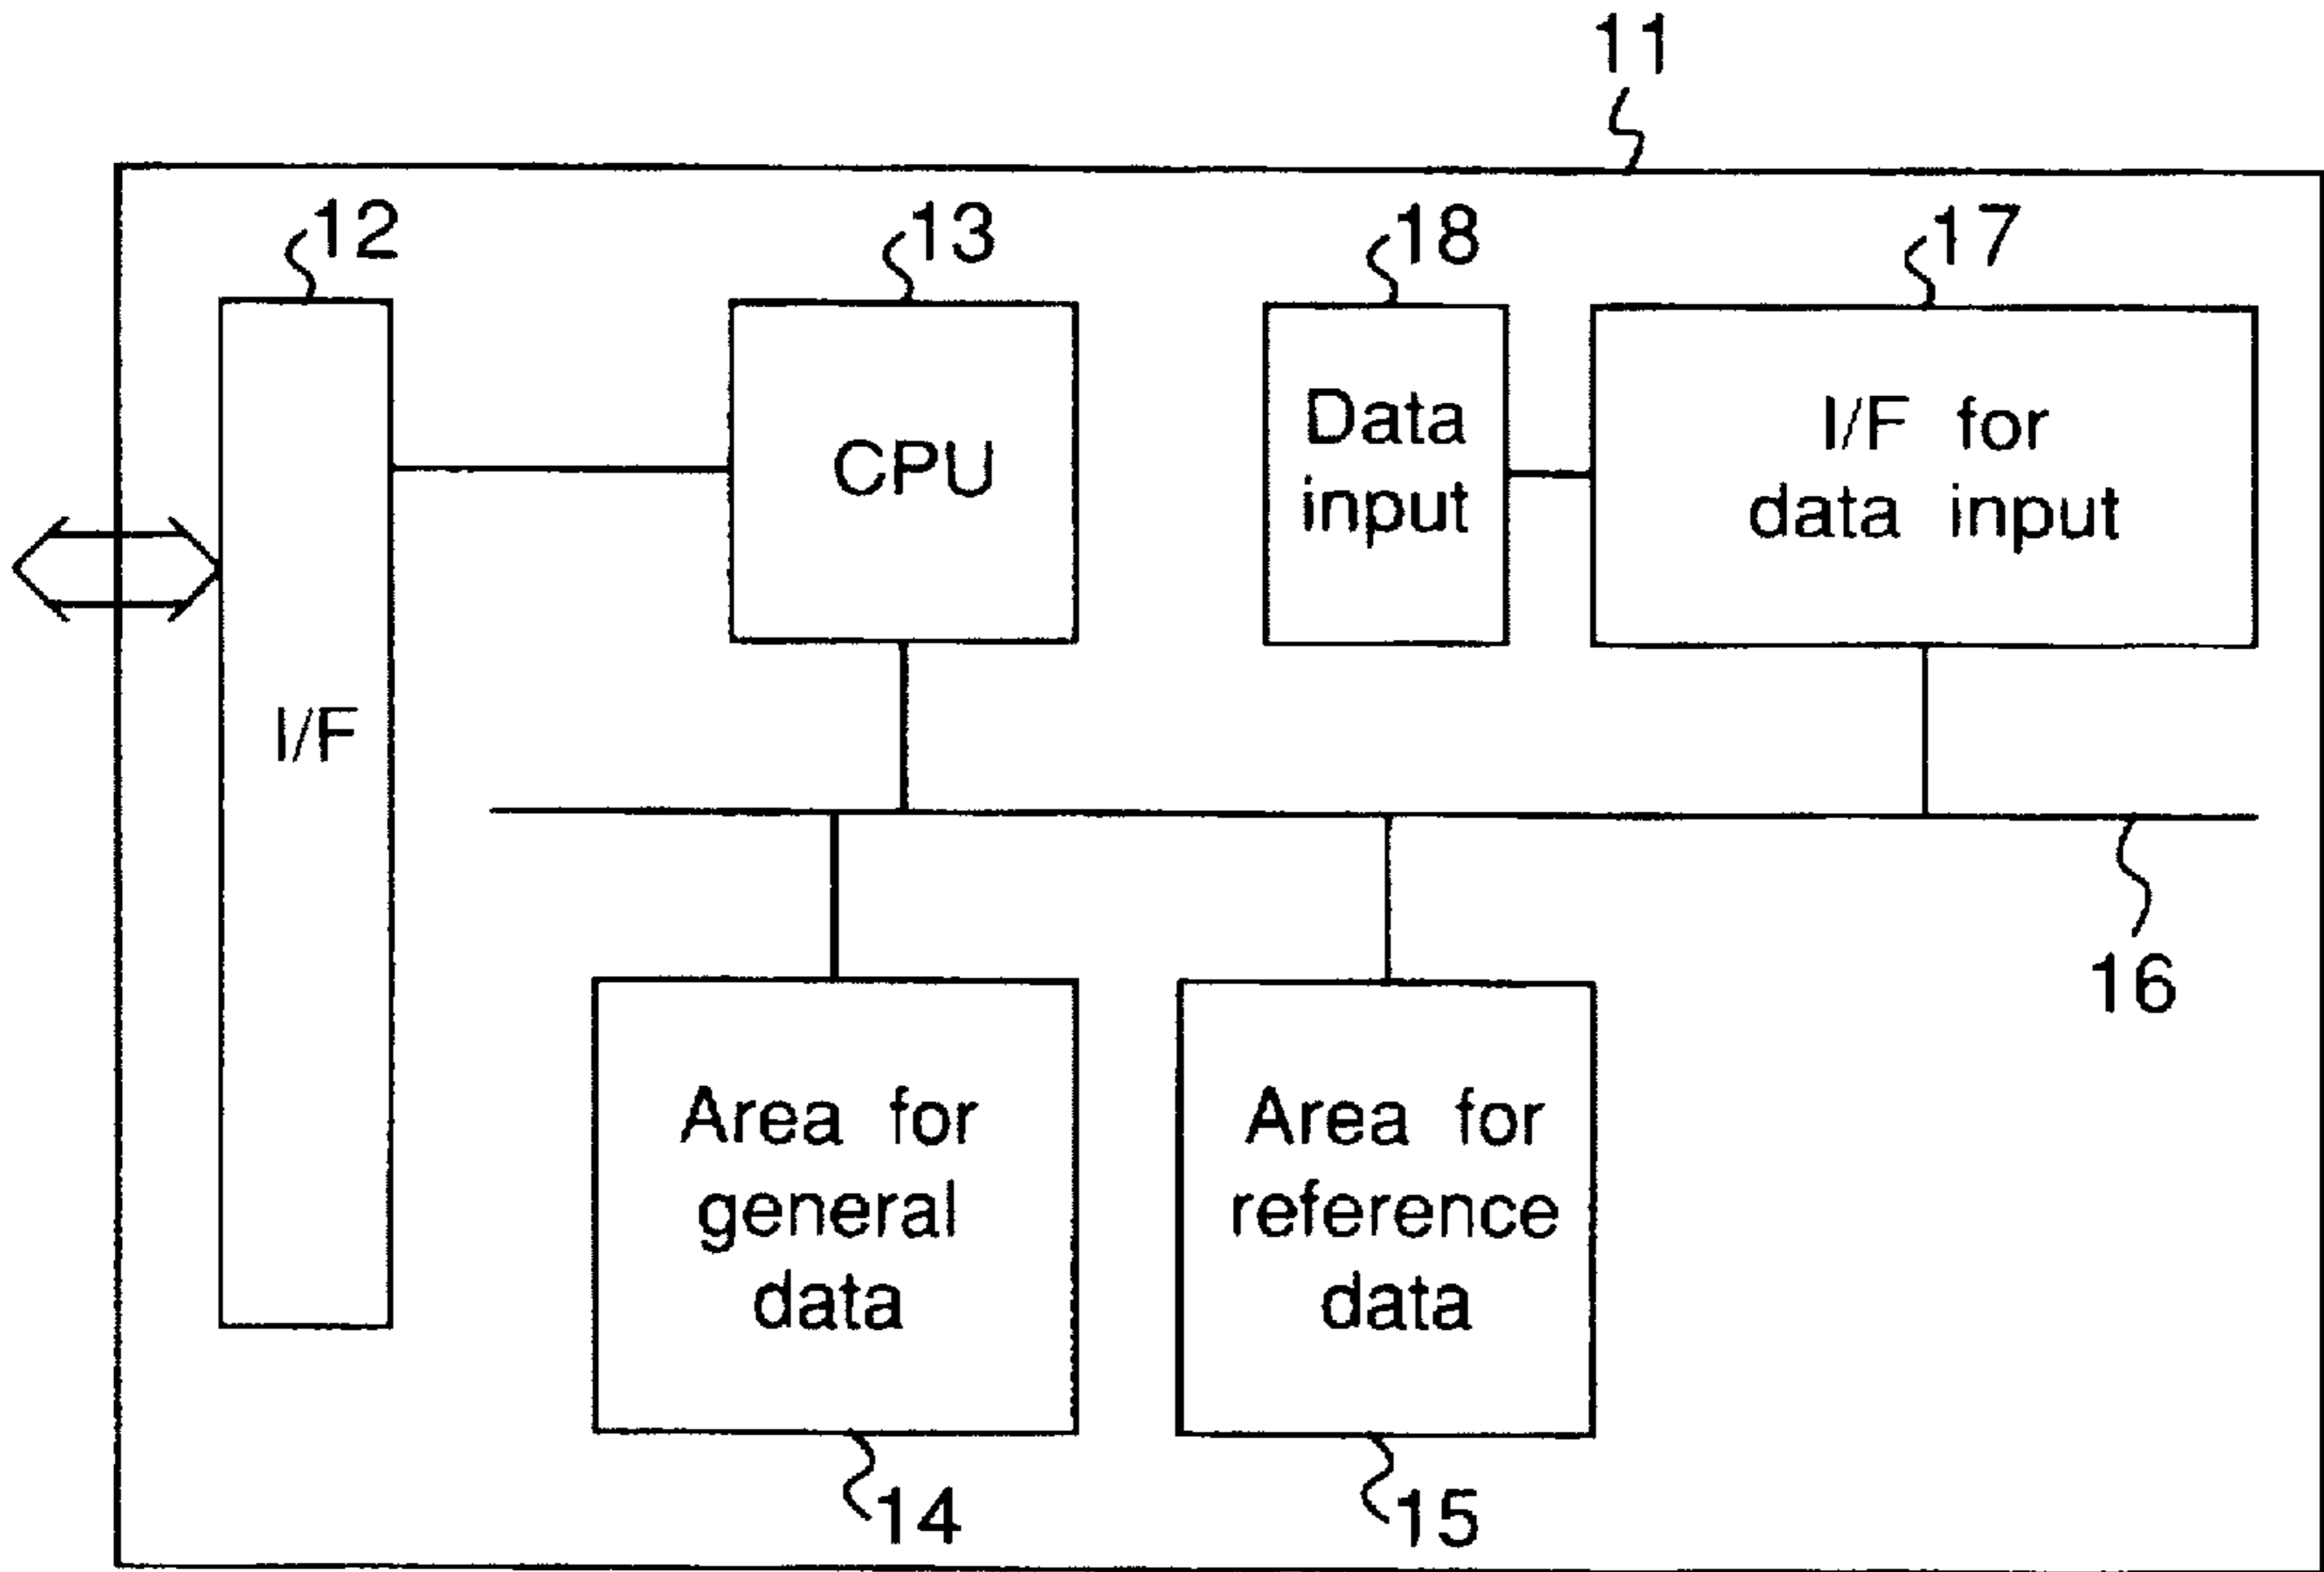 11
12
13
18
17
CPU
Data
input
I/F for
data input
I/F
16
Area for
general
data
Area for
reference
data
14
15